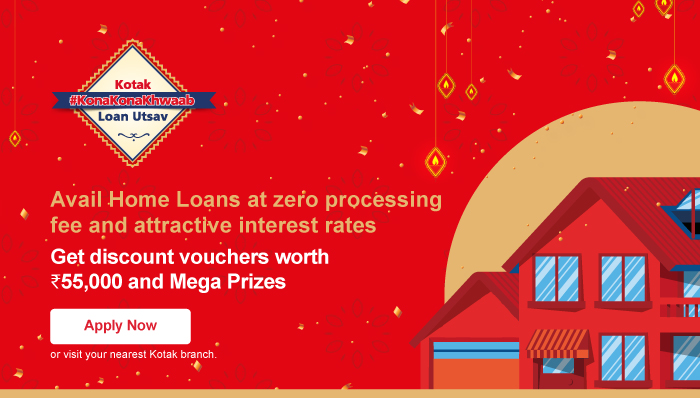 Kotak
#KonaKonaKhwaab
Loan Utsav
Avail Home Loans at zero processing
fee and attractive interest rates
Get discount vouchers worth
₹55,000 and Mega Prizes
Apply Now
or visit your nearest Kotak branch.